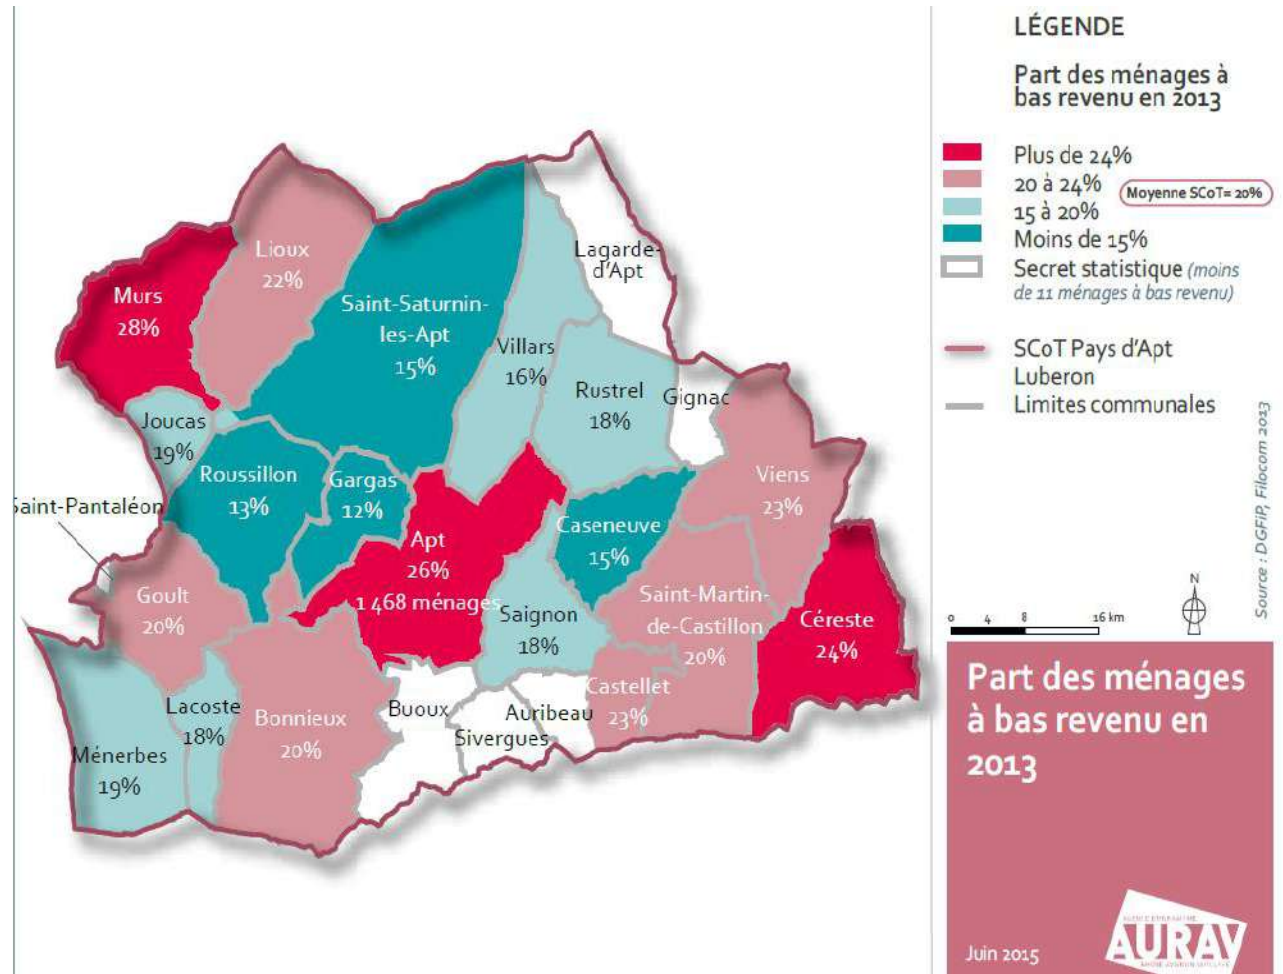 Lioux
22%
Murs
28%
Saint-Saturnin-
les-Apt
15%
Lagarde-
d'Apt
Villars
16%
Rustrel
18%
Gignac
Joucas
19%
Roussillon
13%
Gargas
12%
Viens
23%
Saint-Pantaléon
Apt
26%
1 468 ménages
Caseneuve
15%
Goult
20%
Saignon
18%
Saint-Martin-
de-Castillon
20%
Céreste
24%
Castellet
23%
Lacoste
18%
Bonnieux
20%
Buoux
Auribeau
Sivergues
Ménerbes
19%
LÉGENDE
Part des ménages à
bas revenu en 2013
Plus de 24%
20 à 24%
Moyenne SCoT= 20%
15 à 20%
Moins de 15%
Secret statistique (moins
de 11 ménages à bas revenu)
SCoT Pays d'Apt
Luberon
Limites communales
Source : DGFiP, Filocom 2013
N
0 4 8 16 km
Part des ménages
à bas revenu en
2013
Juin 2015
AURAV